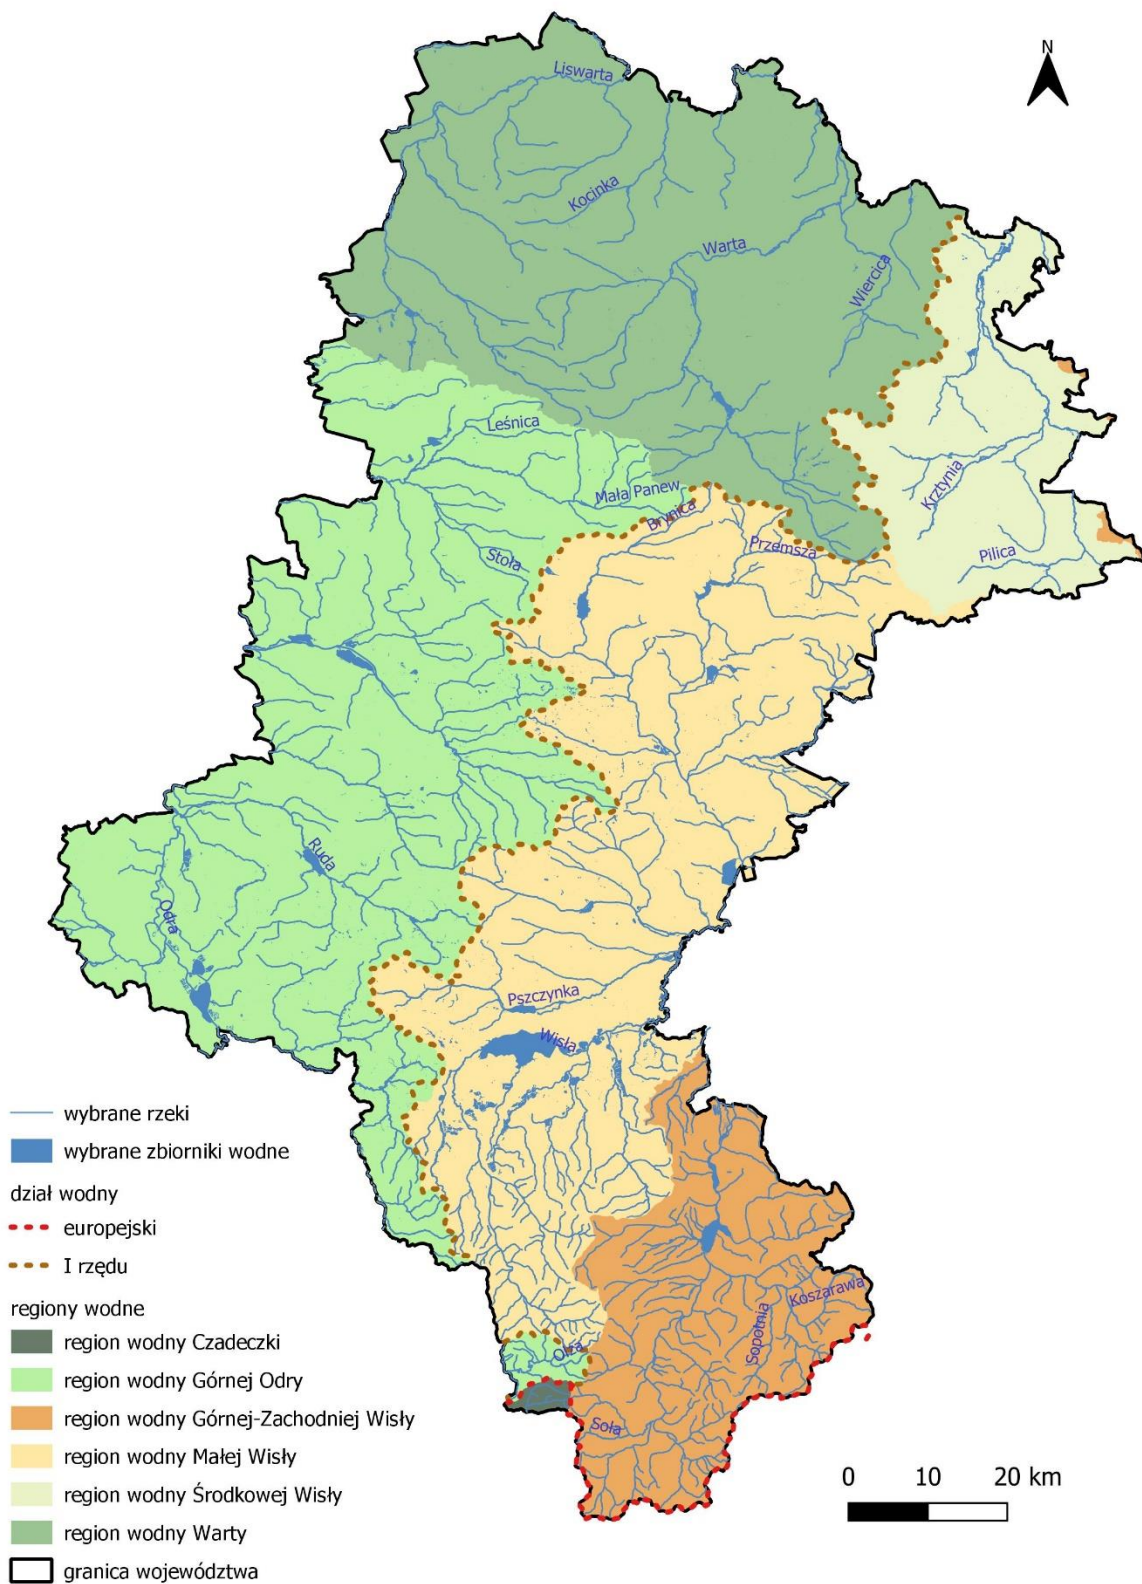 N
Liswarta
Kocinka
Warta
Wiercica
Leśnica
Mała Panew
Brynica
Krztynia
Przemsza
Pilica
Stoła
Ruda
Odra
Pszczynka
Wisła
wybrane rzeki
wybrane zbiorniki wodne
dział wodny
europejski
I rzędu
regiony wodne
region wodny Czadeczki
region wodny Górnej Odry
region wodny Górnej-Zachodniej Wisły
region wodny Małej Wisły
region wodny Środkowej Wisły
region wodny Warty
granica województwa
Koszarawa
Sopotnia
Olza
Soła
0 10 20 km